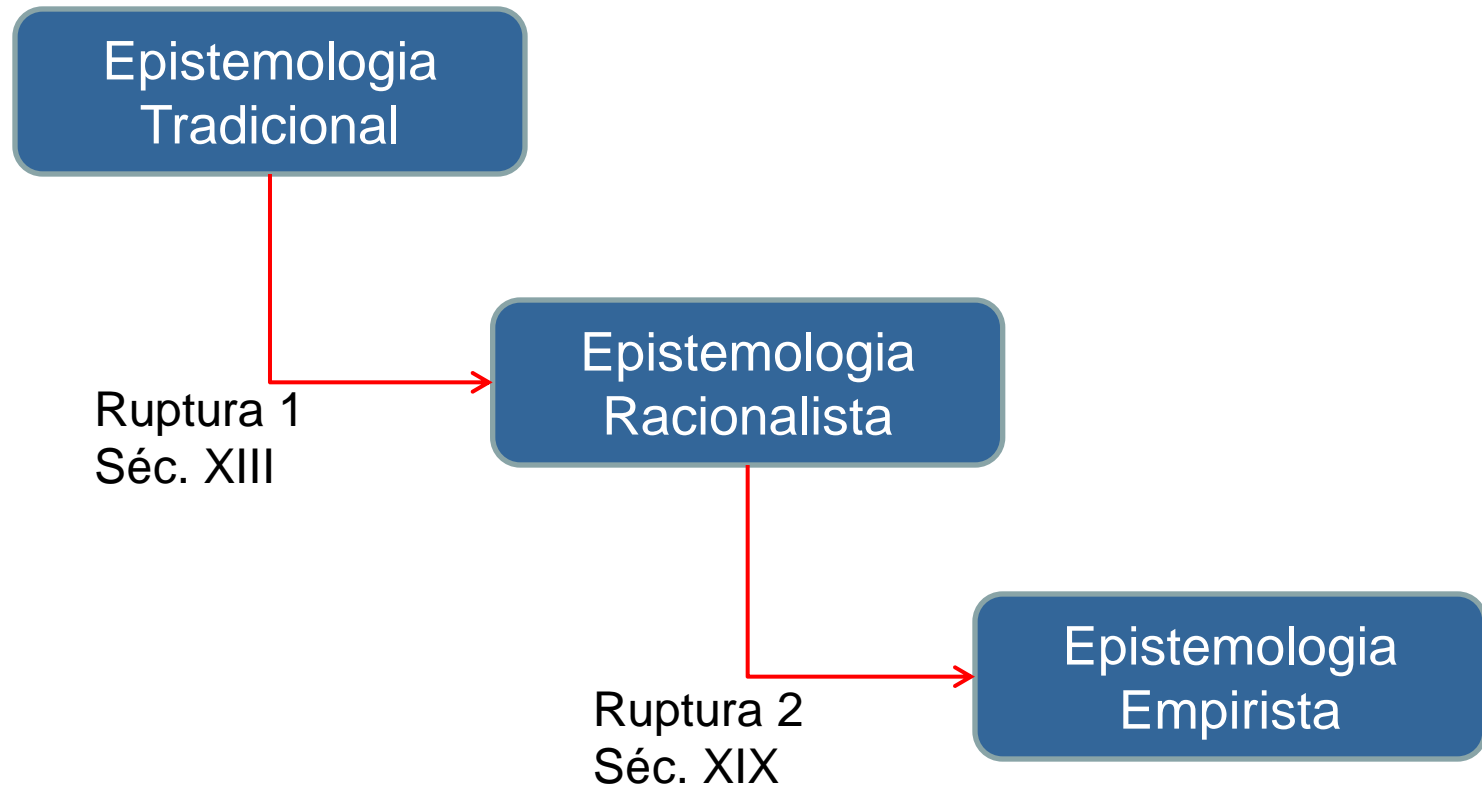 Epistemologia
Tradicional
Ruptura 1
Séc. XIII
Epistemologia
Racionalista
Ruptura 2
Séc. XIX
Epistemologia
Empirista